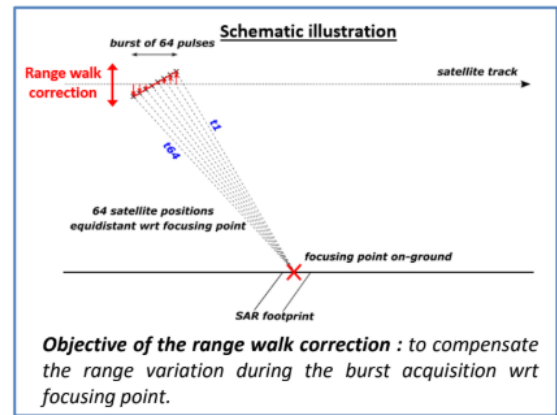 Schematic illustration
burst of 64 pulses
Range walk
correction
satellite track
t1
t64
64 satellite positions
equidistant wrt focusing point
focusing point on-ground
SAR footprint
Objective of the range walk correction : to compensate
the range variation during the burst acquisition wrt
focusing point.